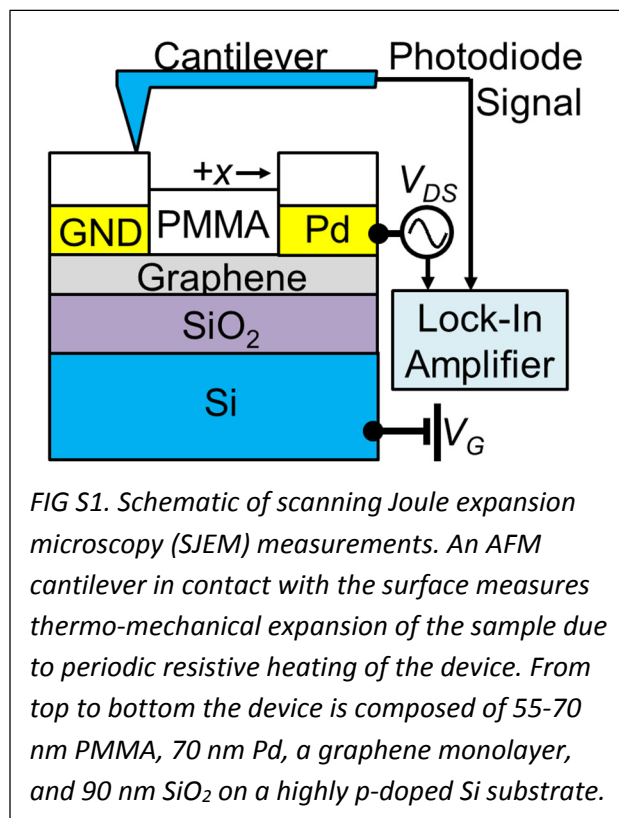 Cantilever
Photodiode
Signal
+x
V_DS
GND
PMMA
Pd
Graphene
SiO₂
Lock-In
Amplifier
Si
V_G
FIG S1. Schematic of scanning Joule expansion
microscopy (SJEM) measurements. An AFM
cantilever in contact with the surface measures
thermo-mechanical expansion of the sample due
to periodic resistive heating of the device. From
top to bottom the device is composed of 55-70
nm PMMA, 70 nm Pd, a graphene monolayer,
and 90 nm SiO₂ on a highly p-doped Si substrate.